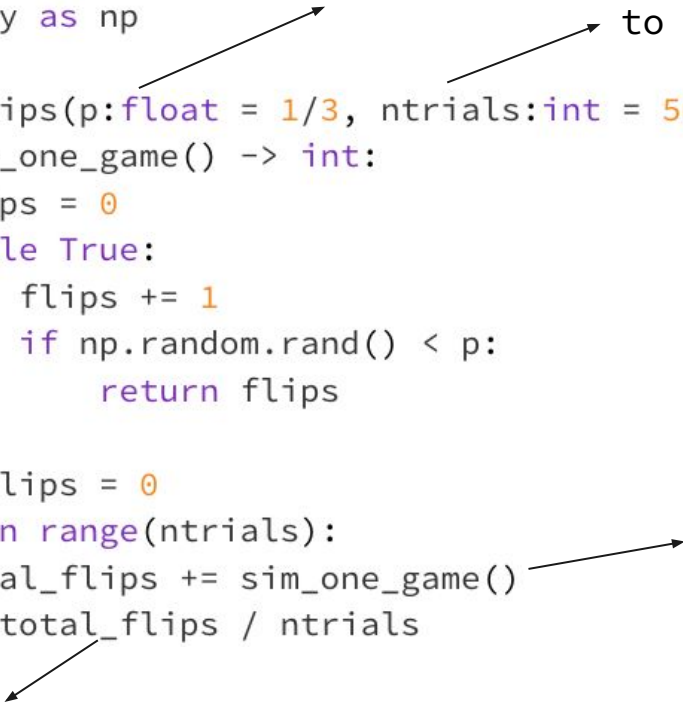 y as np
to
ips(p:float = 1/3, ntrials:int = 5
_one_game() -> int:
ps = 0
le True:
flips += 1
if np.random.rand() < p:
return flips
lips = 0
n range(ntrials):
al_flips += sim_one_game()
total_flips / ntrials